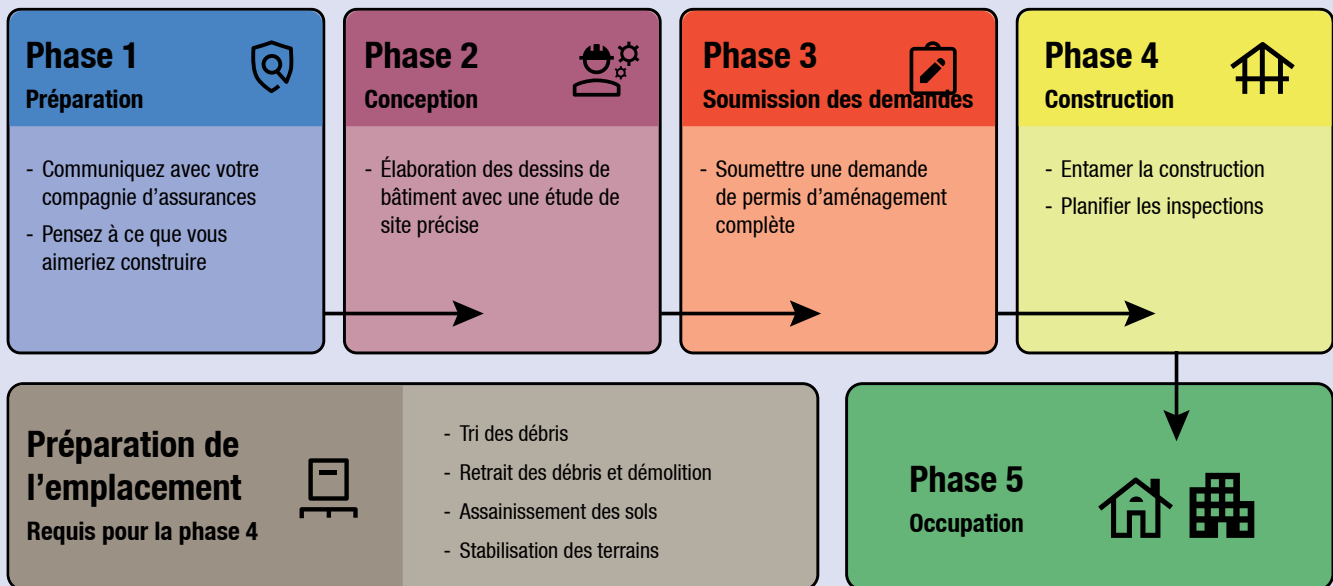 Phase 1
Préparation
- Communiquez avec votre
compagnie d’assurances
- Pensez à ce que vous
aimeriez construire
Phase 2
Conception
- Élaboration des dessins de
bâtiment avec une étude de
site précise
Phase 3
Soumission des demandes
- Soumettre une demande
de permis d’aménagement
complète
Phase 4
Construction
- Entamer la construction
- Planifier les inspections
Préparation de
l’emplacement
Requis pour la phase 4
- Tri des débris
- Retrait des débris et démolition
- Assainissement des sols
- Stabilisation des terrains
Phase 5
Occupation